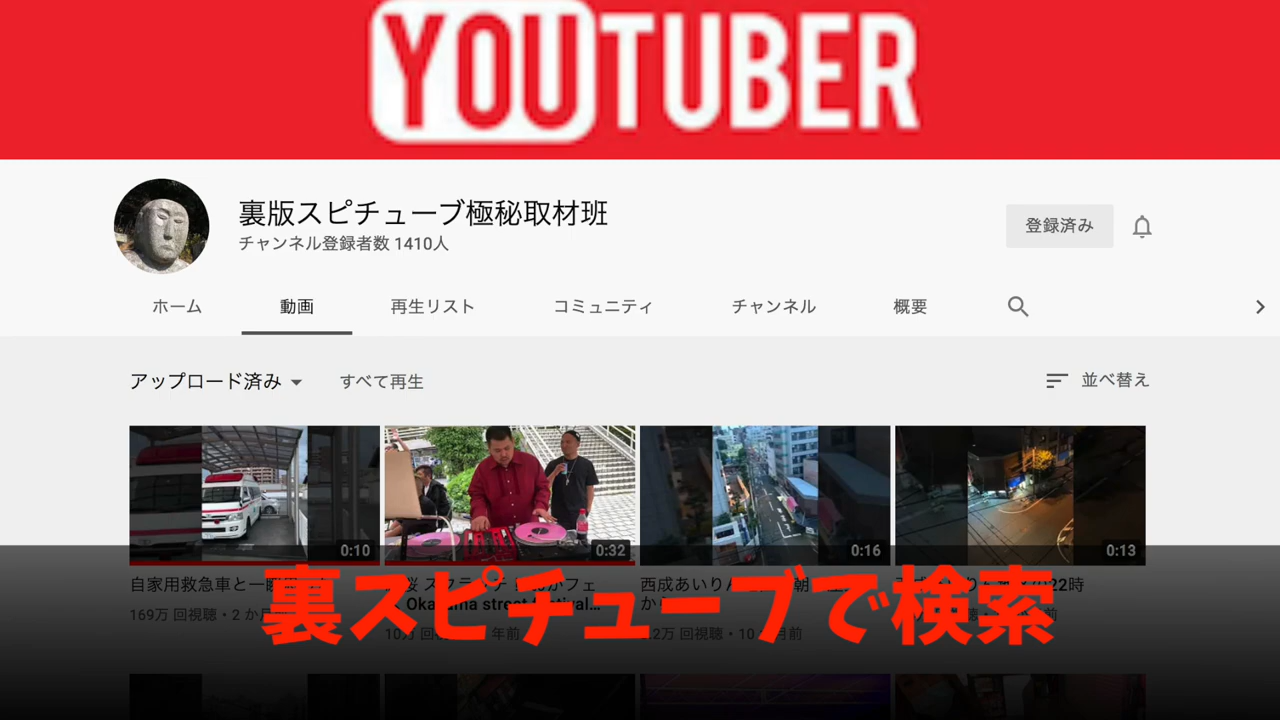 YOUTUBER
裏版スピチューブ極秘取材班
チャンネル登録者数 1410人
登録済み
ホーム 動画 再生リスト コミュニティ チャンネル 概要
アップロード済み すべて再生
並べ替え
0:10 0:32 0:16 0:13
自家用救急車と一
西成あいり 朝
22時
169万 回視聴・2 か
10万 回 年前
2万 回視聴・10 月前
裏スピチューブで検索